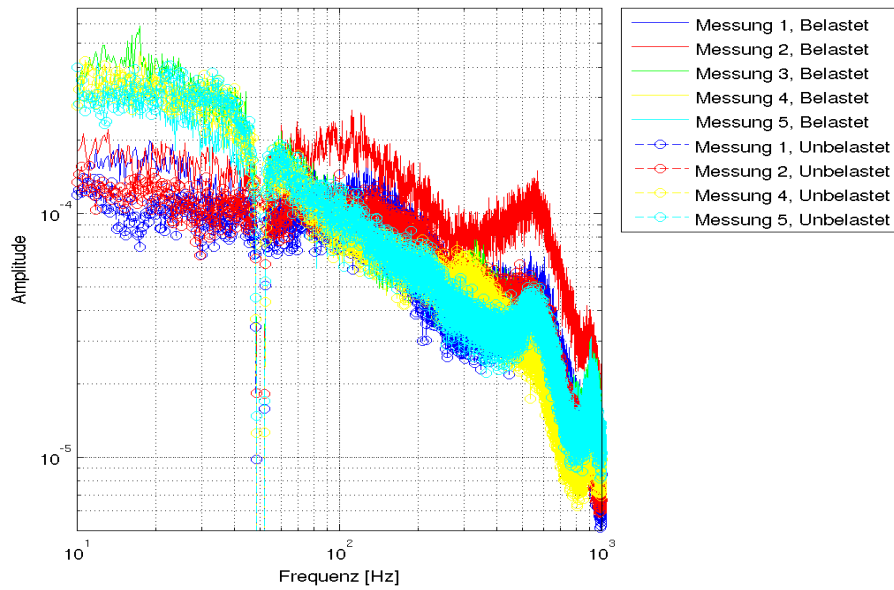 Messung 1, Belastet
Messung 2, Belastet
Messung 3, Belastet
Messung 4, Belastet
Messung 5, Belastet
Messung 1, Unbelastet
Messung 2, Unbelastet
Messung 4, Unbelastet
Messung 5, Unbelastet
Amplitude
10^-4
10^-5
10^1
10^2
10^3
Frequenz [Hz]